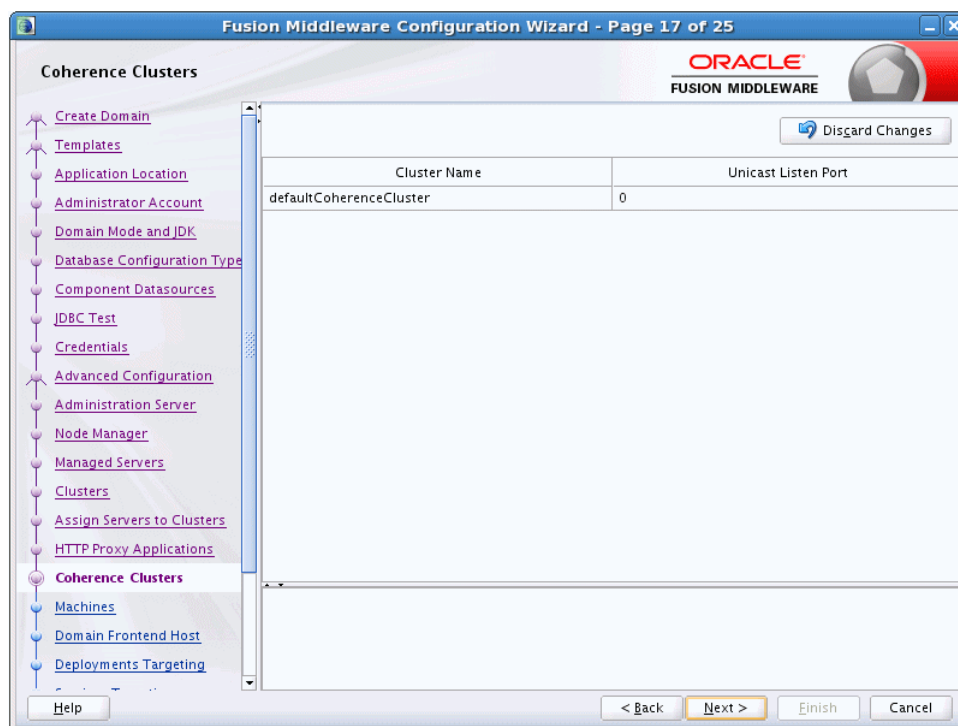 Fusion Middleware Configuration Wizard - Page 17 of 25
Coherence Clusters
ORACLE
FUSION MIDDLEWARE
Create Domain
Templates
Application Location
Administrator Account
Domain Mode and JDK
Database Configuration Type
Component Datasources
JDBC Test
Credentials
Advanced Configuration
Administration Server
Node Manager
Managed Servers
Clusters
Assign Servers to Clusters
HTTP Proxy Applications
Coherence Clusters
Machines
Domain Frontend Host
Deployments Targeting
Discard Changes
Cluster Name Unicast Listen Port
defaultCoherenceCluster 0
Help < Back Next > Finish Cancel